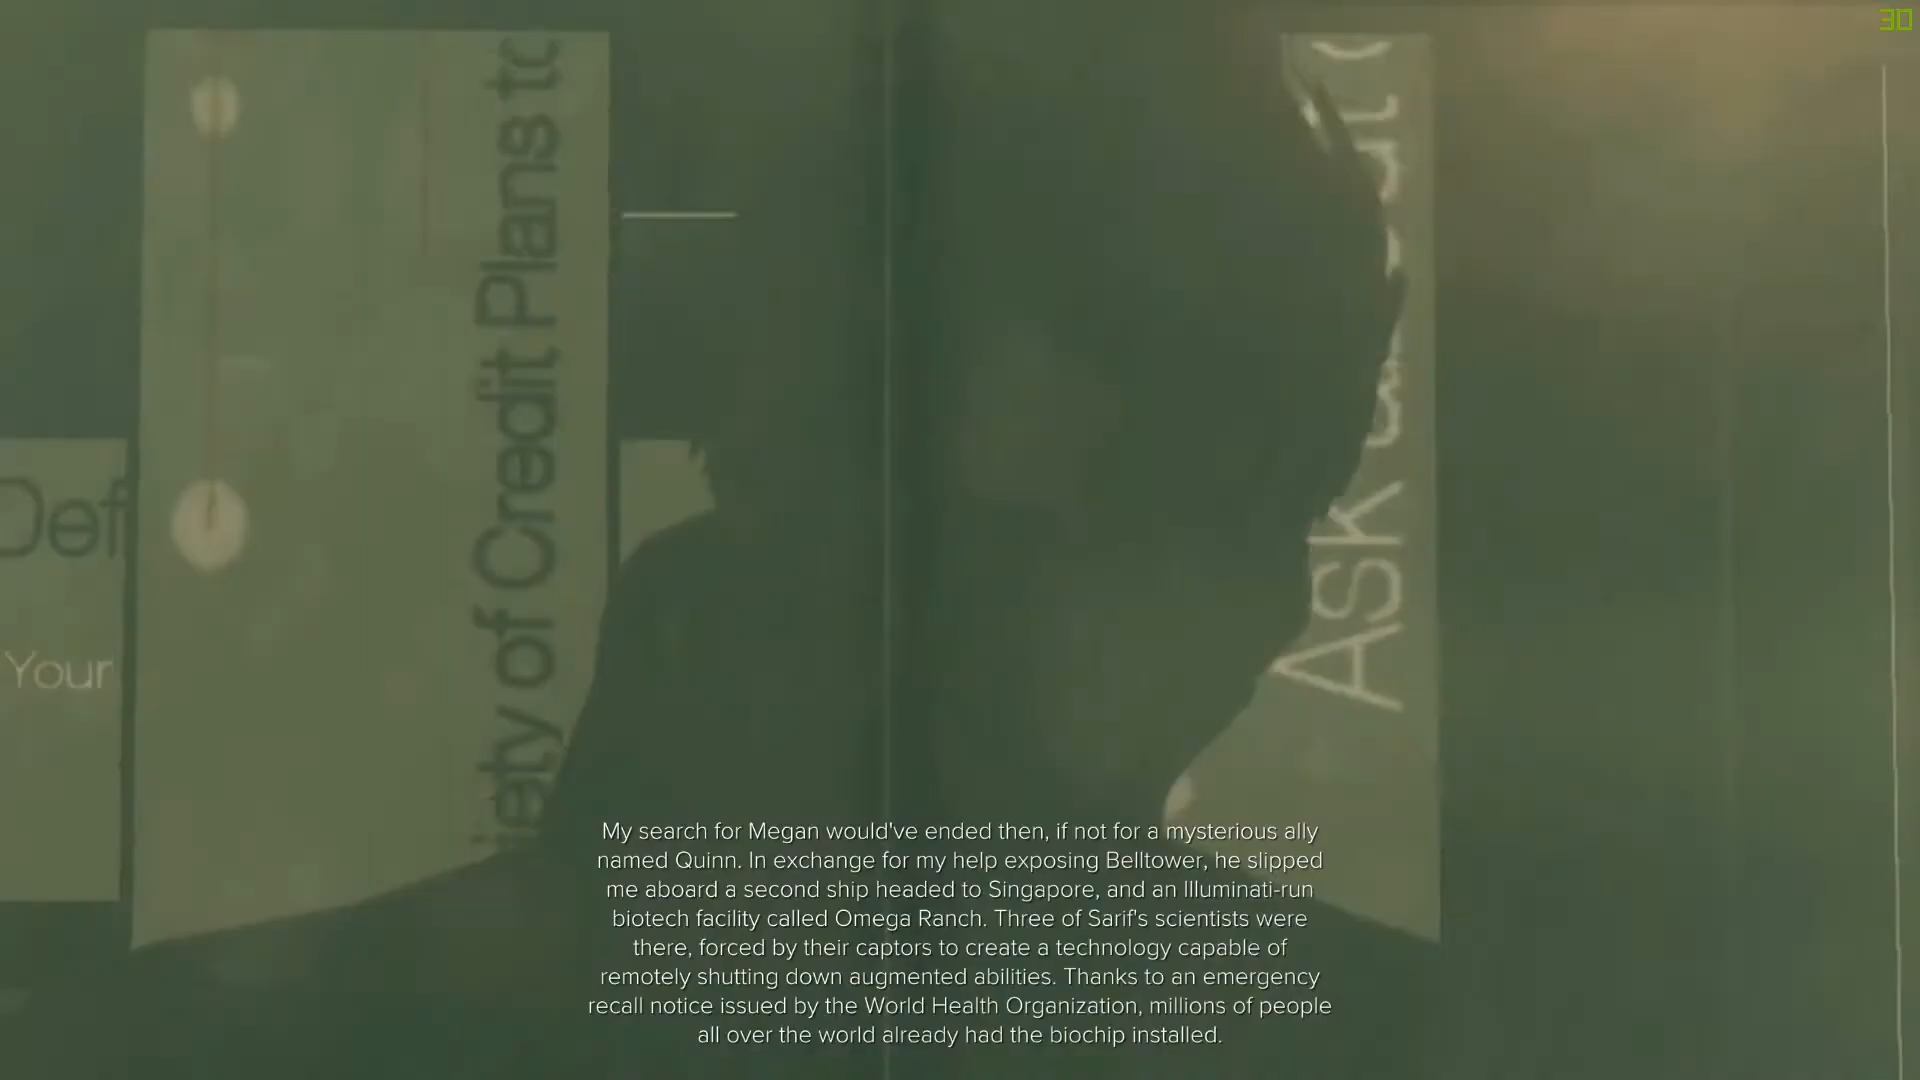 30
Def
Your
iety of Credit Plans to
Ask
My search for Megan would've ended then, if not for a mysterious ally
named Quinn. In exchange for my help exposing Belltower, he slipped
me aboard a second ship headed to Singapore, and an Illuminati-run
biotech facility called Omega Ranch. Three of Sarif's scientists were
there, forced by their captors to create a technology capable of
remotely shutting down augmented abilities. Thanks to an emergency
recall notice issued by the World Health Organization, millions of people
all over the world already had the biochip installed.